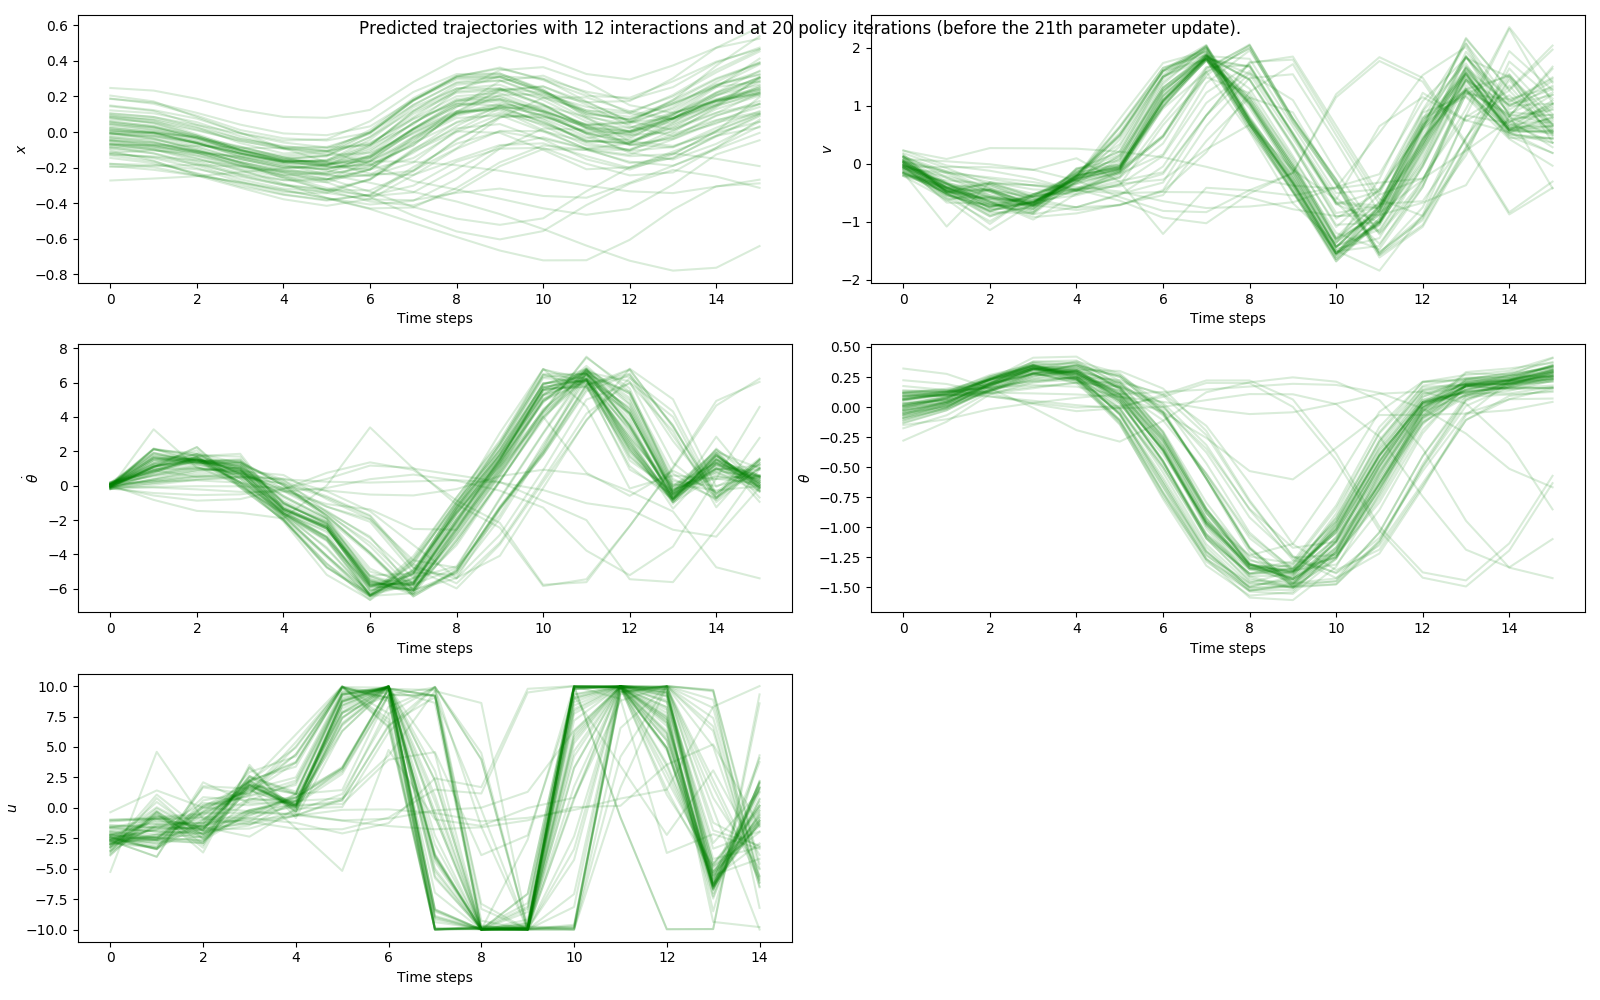 Predicted trajectories with 12 interactions and at 20 policy iterations (before the 21th parameter update).
0.6
0.4
0.2
0.0
−0.2
−0.4
−0.6
−0.8
x
0 2 4 6 8 10 12 14
Time steps
2
1
0
−1
−2
v
0 2 4 6 8 10 12 14
Time steps
8
6
4
2
0
−2
−4
−6
θ̇
0 2 4 6 8 10 12 14
Time steps
0.50
0.25
0.00
−0.25
−0.50
−0.75
−1.00
−1.25
−1.50
θ
0 2 4 6 8 10 12 14
Time steps
10.0
7.5
5.0
2.5
0.0
−2.5
−5.0
−7.5
−10.0
u
0 2 4 6 8 10 12 14
Time steps